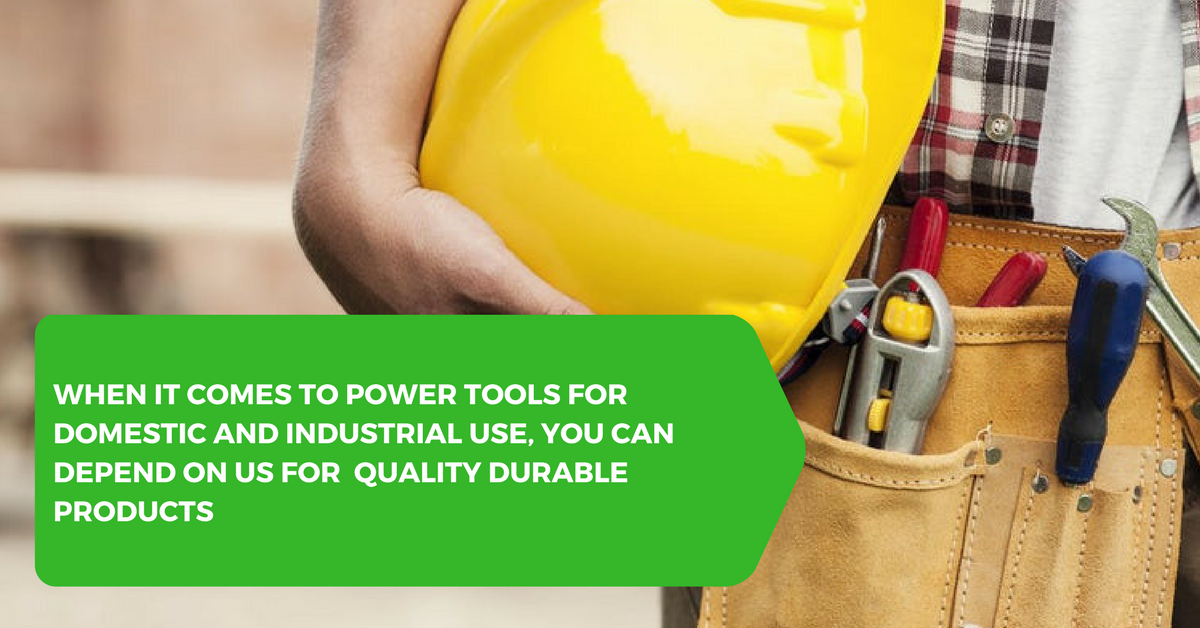 WHEN IT COMES TO POWER TOOLS FOR
DOMESTIC AND INDUSTRIAL USE, YOU CAN
DEPEND ON US FOR  QUALITY DURABLE
PRODUCTS